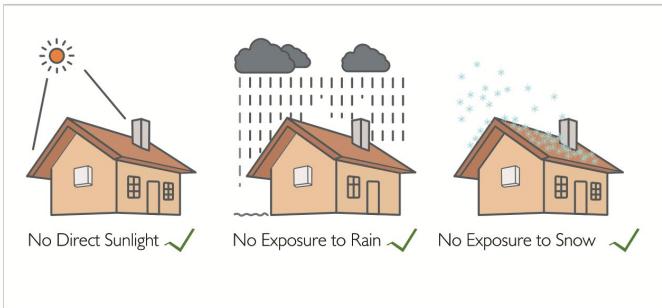 No Direct Sunlight
No Exposure to Rain
No Exposure to Snow